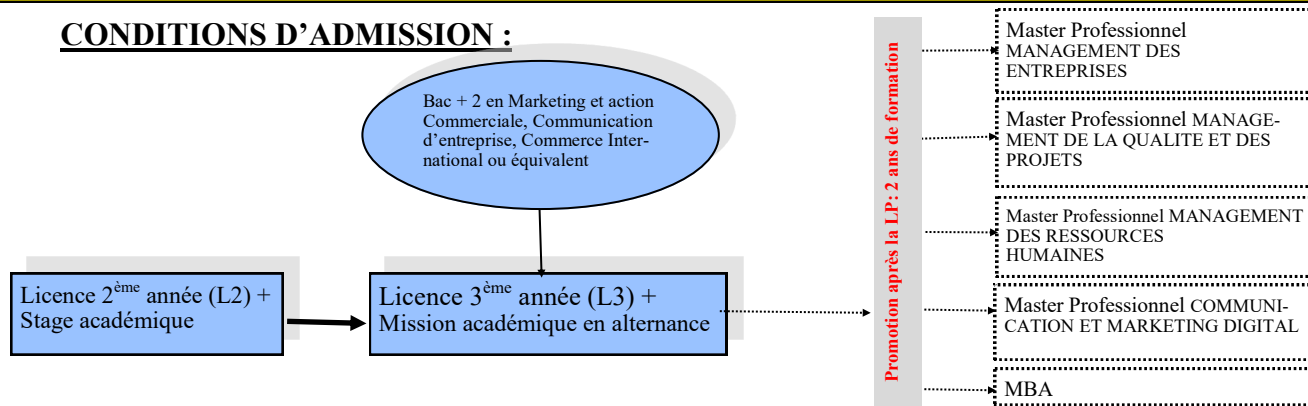 CONDITIONS D’ADMISSION :
Bac + 2 en Marketing et action
Commerciale, Communication
d’entreprise, Commerce Inter-
national ou équivalent
Licence 2ème année (L2) +
Stage académique
Licence 3ème année (L3) +
Mission académique en alternance
Promotion après la LP: 2 ans de formation
Master Professionnel
MANAGEMENT DES
ENTREPRISES
Master Professionnel MANAGE-
MENT DE LA QUALITE ET DES
PROJETS
Master Professionnel MANAGEMENT
DES RESSOURCES
HUMAINES
Master Professionnel COMMUNI-
CATION ET MARKETING DIGITAL
MBA